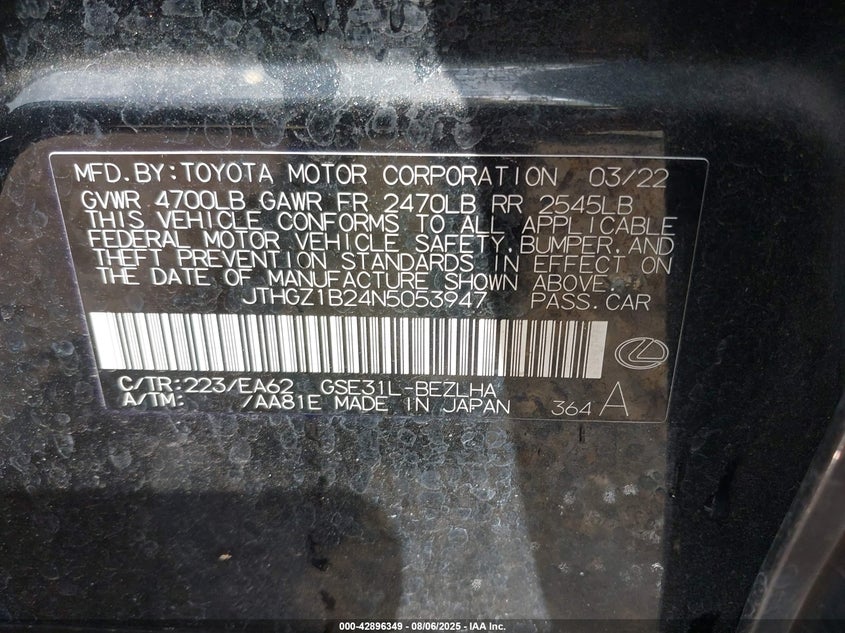 MFD.BY:TOYOTA MOTOR CORPORATION 03/22
GVWR 4700LB GAWR FR 2470LB RR 2545LB
THIS VEHICLE CONFORMS TO ALL APPLICABLE
FEDERAL MOTOR VEHICLE SAFETY,BUMPER,AND
THEFT PREVENTION STANDARDS IN EFFECT ON
THE DATE OF MANUFACTURE SHOWN ABOVE.
JTHGZ1B24N5053947 PASS.CAR
C/TR:223/EA62 GSE31L-BEZLHA
A/TM: /AA81E MADE IN JAPAN 364 A
000-42896349 - 08/06/2025 - IAA Inc.